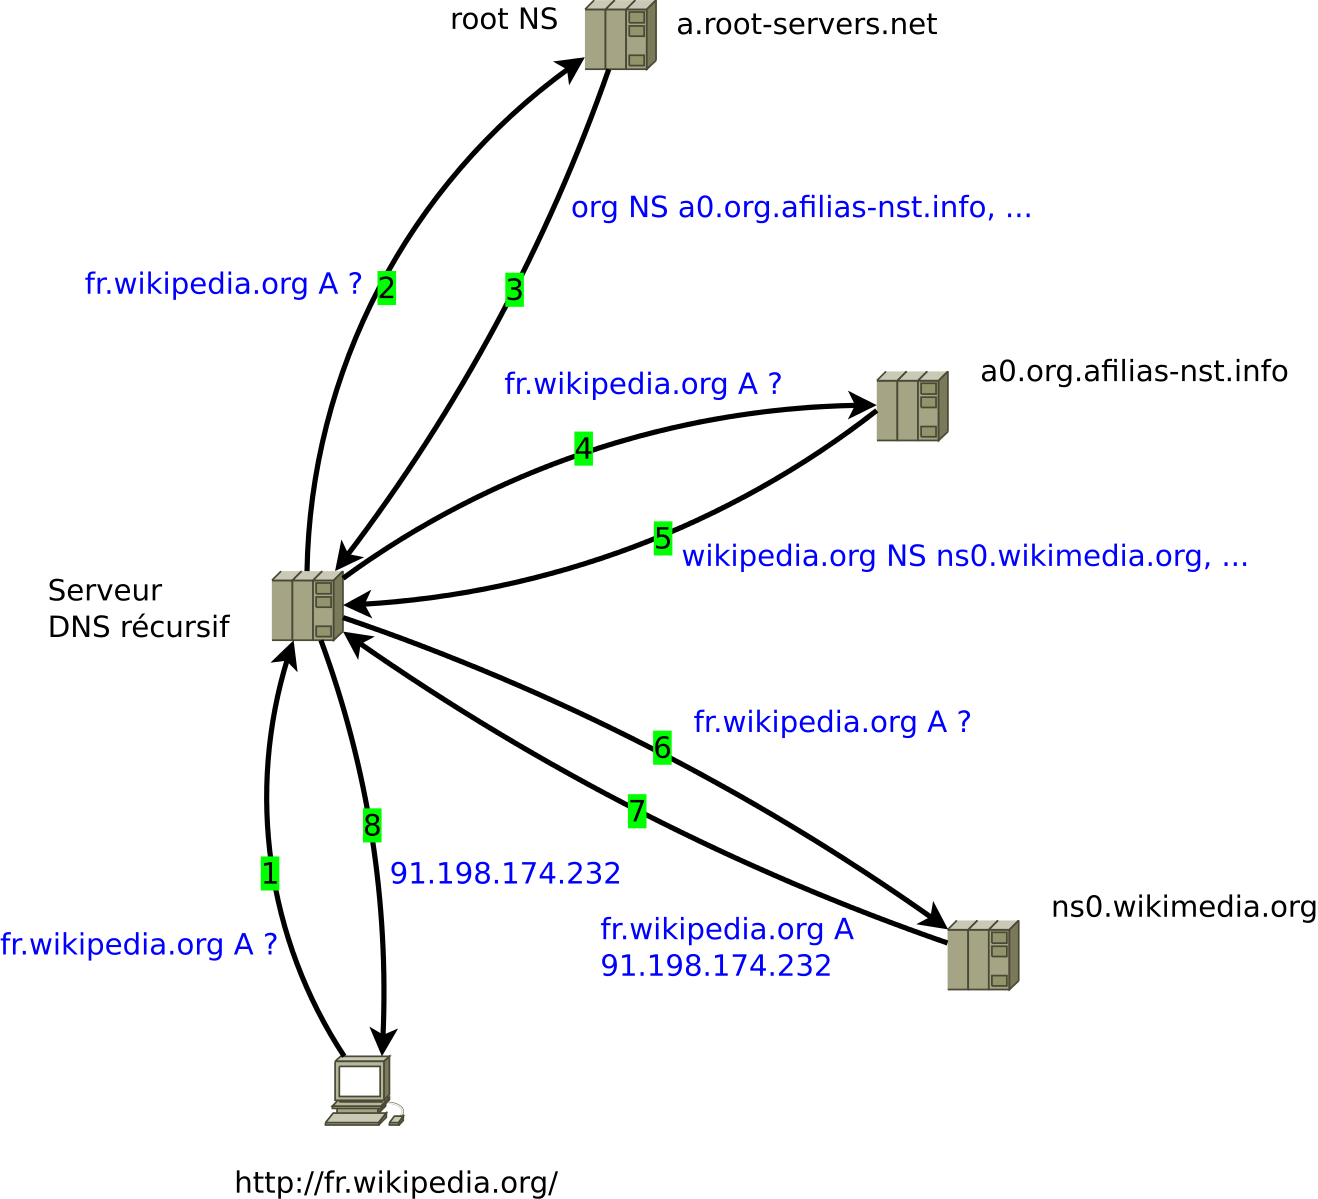 root NS
a.root-servers.net
org NS a0.org.afilias-nst.info, ...
fr.wikipedia.org A ?
2
3
a0.org.afilias-nst.info
fr.wikipedia.org A ?
4
5
wikipedia.org NS ns0.wikimedia.org, ...
Serveur
DNS récursif
fr.wikipedia.org A ?
6
7
8
1
91.198.174.232
ns0.wikimedia.org
fr.wikipedia.org A
91.198.174.232
fr.wikipedia.org A ?
http://fr.wikipedia.org/